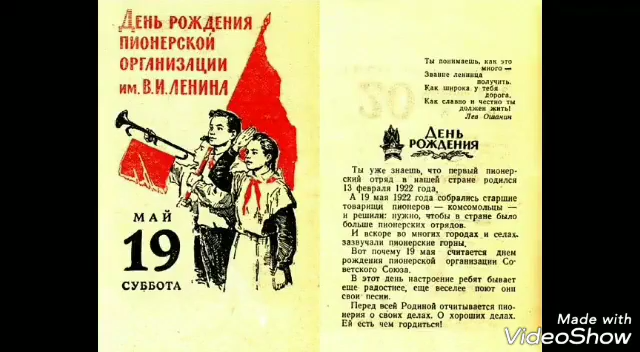 ДЕНЬ РОЖДЕНИЯ
ПИОНЕРСКОЙ
ОРГАНИЗАЦИИ
ИМ. В.И.ЛЕНИНА
МАЙ
19
СУББОТА
Ты понимаешь, как это
много —
Звание ленинца
получить.
Как широка у тебя
дорога,
Как славно и честно ты
должен жить!
Лев Ошанин
ДЕНЬ
РОЖДЕНИЯ
Ты уже знаешь, что первый пионер-
ский отряд в нашей стране родился
13 февраля 1922 года.
А 19 мая 1922 года собрались старшие
товарищи пионеров — комсомольцы —
и решили: нужно, чтобы в стране было
больше пионерских отрядов.
И вскоре во многих городах и селах
зазвучали пионерские горны.
Вот почему 19 мая считается днем
рождения пионерской организации Со-
ветского Союза.
В этот день настроение ребят бывает
еще радостнее, еще веселее поют они
свои песни.
Перед всей Родиной отчитывается пио-
нерия о своих делах. О хороших делах.
Ей есть чем гордиться!
Made with
VideoShow